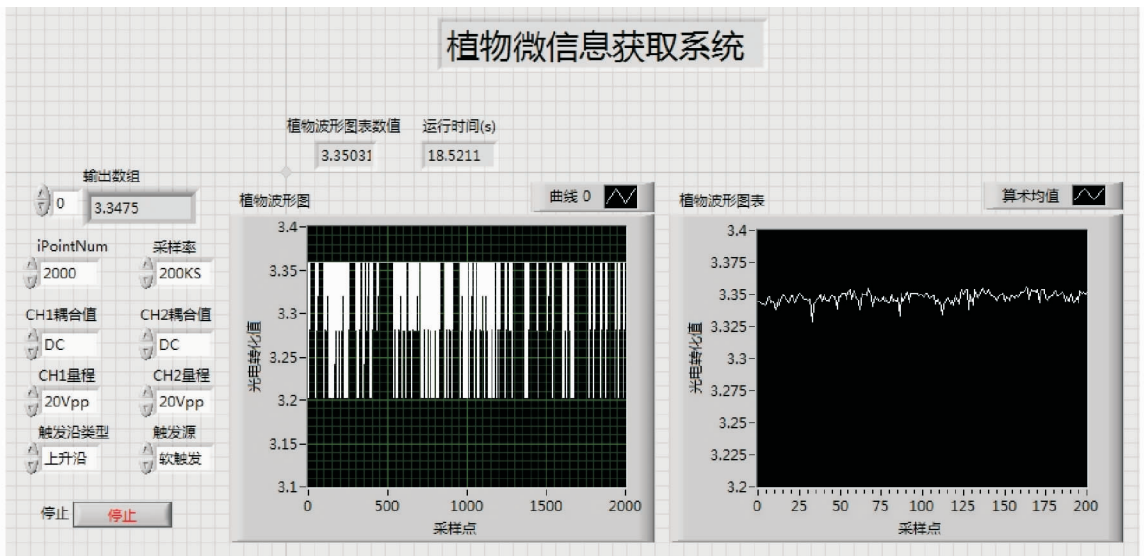 植物微信息获取系统
植物波形图表数值 运行时间(s)
3.35031 18.5211
输出数组
0 3.3475
iPointNum 采样率
2000 200KS
CH1耦合值 CH2耦合值
DC DC
CH1量程 CH2量程
20Vpp 20Vpp
触发沿类型 触发源
上升沿 软触发
停止 停止
植物波形图 曲线 0
光电转化值
3.4
3.35
3.3
3.25
3.2
3.15
3.1
0 500 1000 1500 2000
采样点
植物波形图表 算术均值
光电转化值
3.4
3.375
3.35
3.325
3.3
3.275
3.25
3.225
3.2
0 25 50 75 100 125 150 175 200
采样点